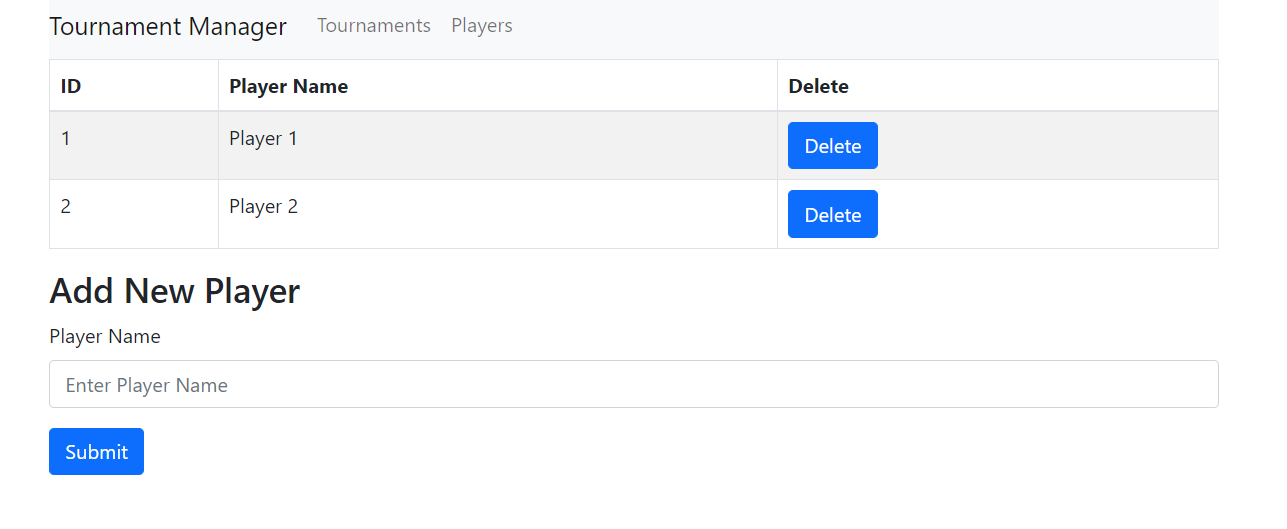 Tournament Manager Tournaments Players
ID Player Name Delete
1 Player 1 Delete
2 Player 2 Delete
Add New Player
Player Name
Enter Player Name
Submit